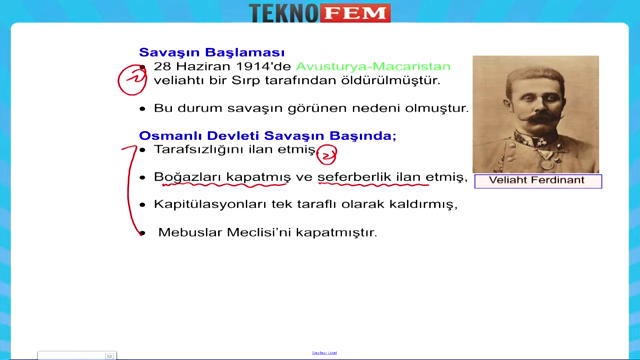 TEKNOFEM
Savaşın Başlaması
• 28 Haziran 1914'de Avusturya-Macaristan
veliahtı bir Sırp tarafından öldürülmüştür.
• Bu durum savaşın görünen nedeni olmuştur.
Osmanlı Devleti Savaşın Başında;
• Tarafsızlığını ilan etmiş,
• Boğazları kapatmış ve seferberlik ilan etmiş,
• Kapitülasyonları tek taraflı olarak kaldırmış,
• Mebuslar Meclisi'ni kapatmıştır.
Veliaht Ferdinant